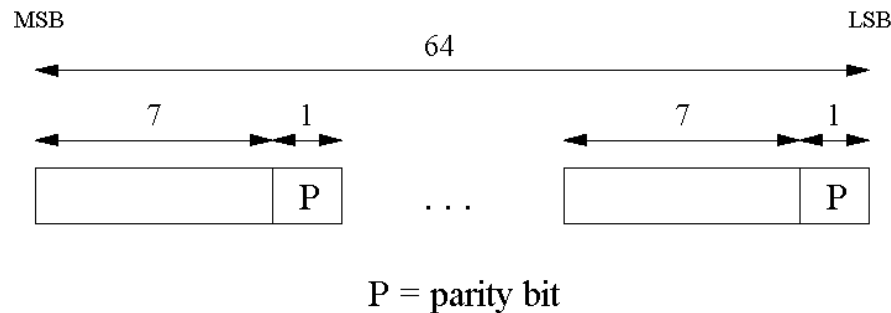 MSB LSB
64
7 1 7 1
P . . . P
P = parity bit